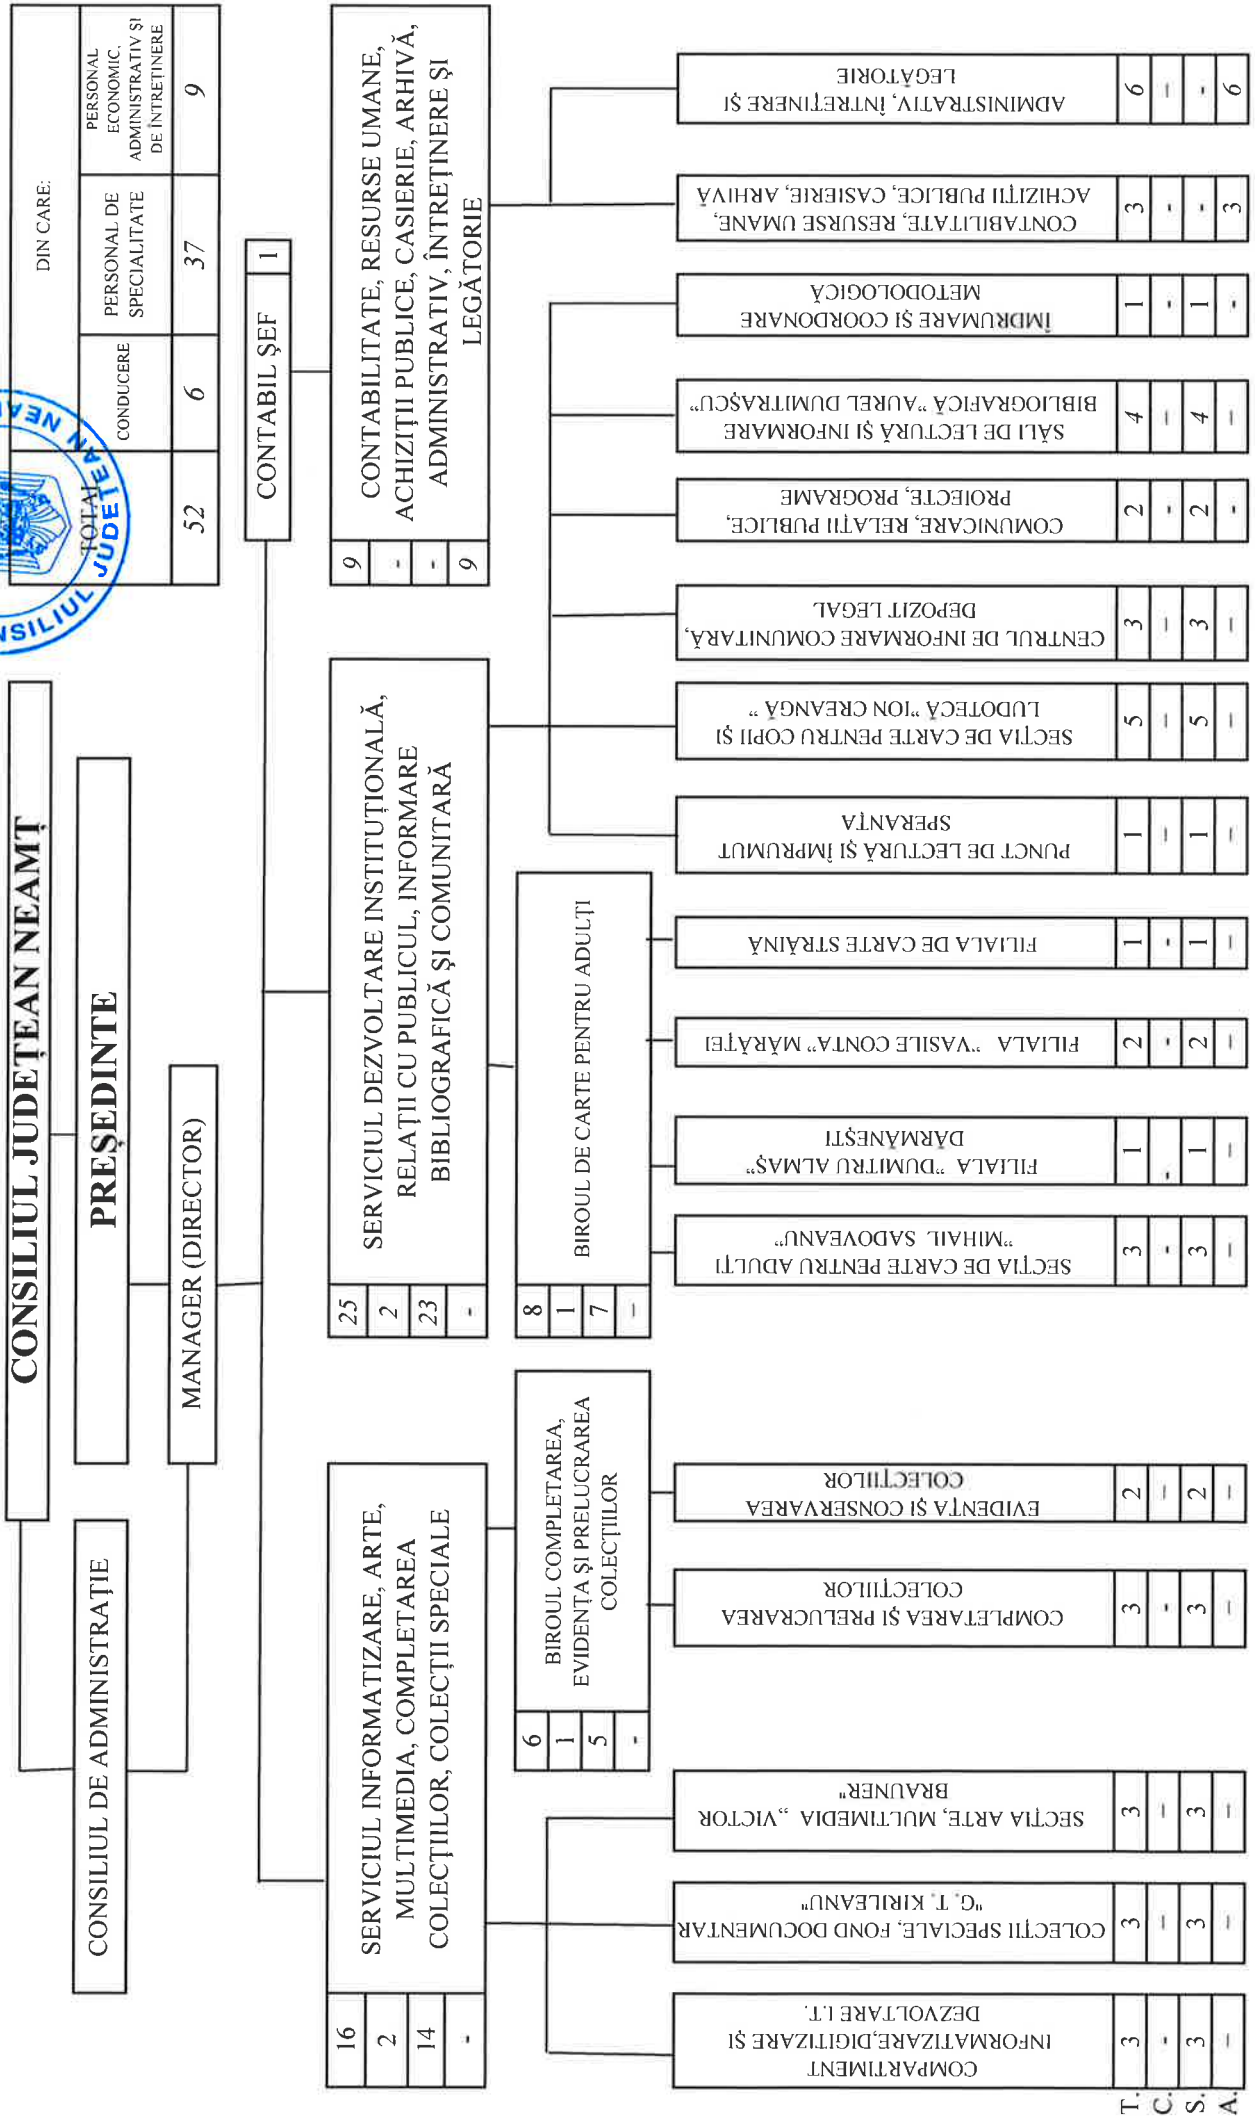 CONSILIUL JUDEȚEAN NEAMȚ
PREȘEDINTE
CONSILIUL DE ADMINISTRAȚIE
MANAGER (DIRECTOR)
TOTAL
DIN CARE:
CONDUCERE
PERSONAL DE
SPECIALITATE
PERSONAL
ECONOMIC,
ADMINISTRATIV ȘI
DE ÎNTREȚINERE
52
6
37
9
NSILIUL JUDEȚEAN NEA
CONTABIL ȘEF
1
16
2
14
-
SERVICIUL INFORMATIZARE, ARTE,
MULTIMEDIA, COMPLETAREA
COLECȚIILOR, COLECȚII SPECIALE
25
2
23
-
SERVICIUL DEZVOLTARE INSTITUȚIONALĂ,
RELAȚII CU PUBLICUL, INFORMARE
BIBLIOGRAFICĂ ȘI COMUNITARĂ
9
-
-
9
CONTABILITATE, RESURSE UMANE,
ACHIZIȚII PUBLICE, CASIERIE, ARHIVĂ,
ADMINISTRATIV, ÎNTREȚINERE ȘI
LEGĂTORIE
6
1
5
-
BIROUL COMPLETAREA,
EVIDENȚA ȘI PRELUCRAREA
COLECȚIILOR
8
1
7
–
BIROUL DE CARTE PENTRU ADULȚI
COMPARTIMENT
INFORMATIZARE,DIGITIZARE ȘI
DEZVOLTARE I.T.
COLECȚII SPECIALE, FOND DOCUMENTAR
"G. T. KIRILEANU"
SECȚIA ARTE, MULTIMEDIA „VICTOR
BRAUNER"
COMPLETAREA ȘI PRELUCRAREA
COLECȚIILOR
EVIDENȚA ȘI CONSERVAREA
COLECȚIILOR
SECȚIA DE CARTE PENTRU ADULȚI
"MIHAIL SADOVEANU"
FILIALA "DUMITRU ALMAȘ"
DĂRMĂNEȘTI
FILIALA "VASILE CONTA" MĂRĂȚEI
FILIALA DE CARTE STRĂINĂ
PUNCT DE LECTURĂ ȘI ÎMPRUMUT
SPERANȚA
SECȚIA DE CARTE PENTRU COPII ȘI
LUDOTECĂ "ION CREANGĂ "
CENTRUL DE INFORMARE COMUNITARĂ,
DEPOZIT LEGAL
COMUNICARE, RELAȚII PUBLICE,
PROIECTE, PROGRAME
SĂLI DE LECTURĂ ȘI INFORMARE
BIBLIOGRAFICĂ "AUREL DUMITRAȘCU"
ÎMDRUMARE ȘI COORDONARE
METODOLOGICĂ
CONTABILITATE, RESURSE UMANE,
ACHIZIȚII PUBLICE, CASIERIE, ARHIVĂ
ADMINISTRATIV, ÎNTREȚINERE ȘI
LEGĂTORIE
T. 3 3 3 3 2 3 1 2 1 1 5 3 2 4 1 3 6
C. - – – - – - - - - – – – - – - - –
S. 3 3 3 3 2 3 1 2 1 1 5 3 2 4 1 - -
A. – – – – – – – – – – – – - – - 3 6